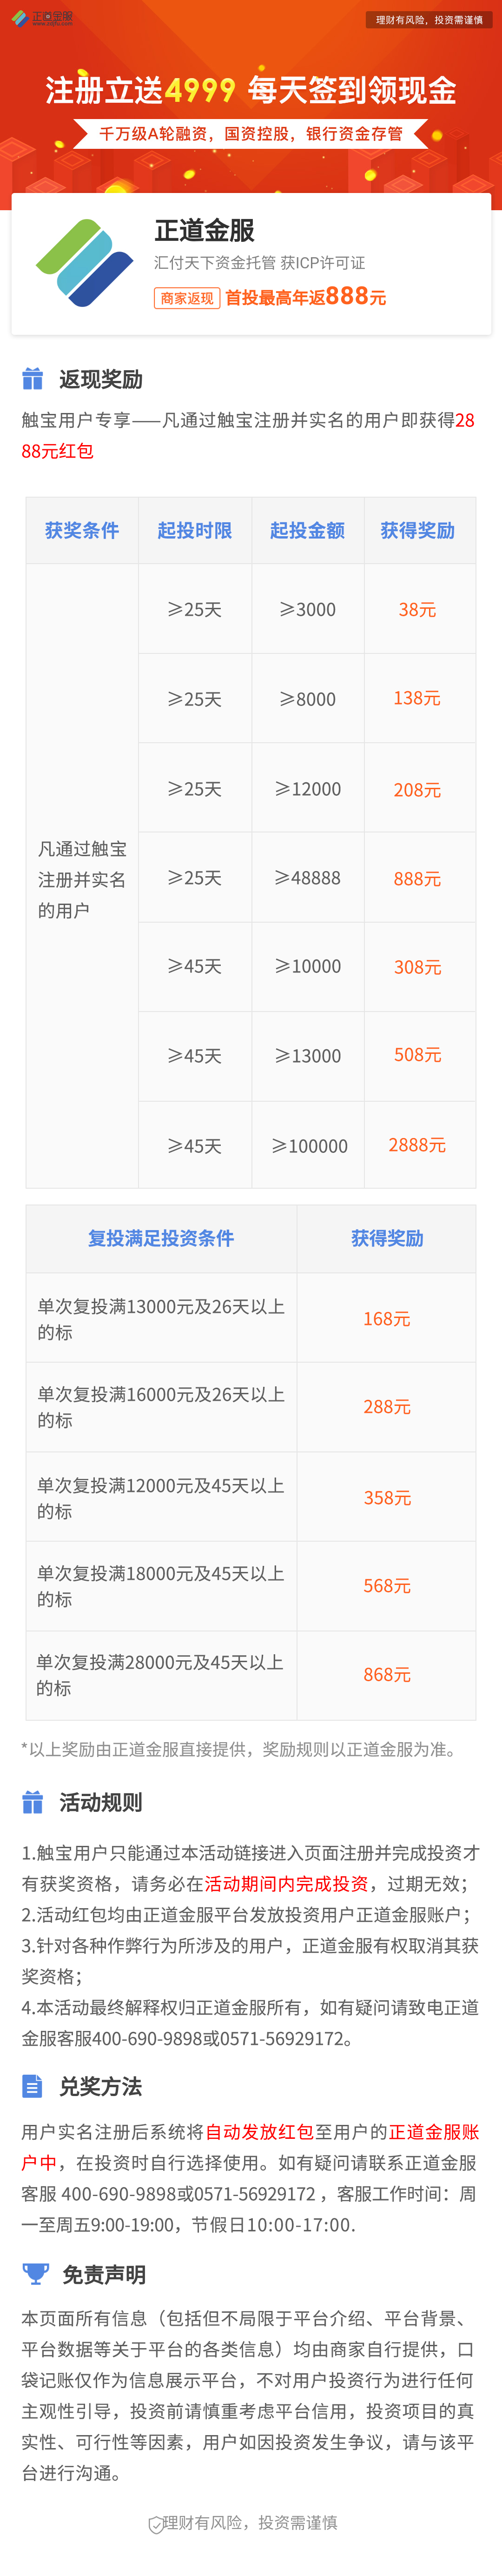 正道金服
理财有风险，投资需谨慎
注册立送4999 每天签到领现金
千万级A轮融资，国资控股，银行资金存管
正道金服
汇付天下资金托管 获ICP许可证
商家返现 首投最高年返888元
返现奖励
触宝用户专享——凡通过触宝注册并实名的用户即获得28
88元红包
获奖条件 起投时限 起投金额 获得奖励
≥25天 ≥3000 38元
≥25天 ≥8000 138元
≥25天 ≥12000 208元
凡通过触宝
注册并实名
的用户
≥25天 ≥48888 888元
≥45天 ≥10000 308元
≥45天 ≥13000 508元
≥45天 ≥100000 2888元
复投满足投资条件 获得奖励
单次复投满13000元及26天以上
的标
168元
单次复投满16000元及26天以上
的标
288元
单次复投满12000元及45天以上
的标
358元
单次复投满18000元及45天以上
的标
568元
单次复投满28000元及45天以上
的标
868元
*以上奖励由正道金服直接提供，奖励规则以正道金服为准。
活动规则
1.触宝用户只能通过本活动链接进入页面注册并完成投资才
有获奖资格，请务必在活动期间内完成投资，过期无效；
2.活动红包均由正道金服平台发放投资用户正道金服账户；
3.针对各种作弊行为所涉及的用户，正道金服有权取消其获
奖资格；
4.本活动最终解释权归正道金服所有，如有疑问请致电正道
金服客服400-690-9898或0571-56929172。
兑奖方法
用户实名注册后系统将自动发放红包至用户的正道金服账
户中，在投资时自行选择使用。如有疑问请联系正道金服
客服 400-690-9898或0571-56929172 ，客服工作时间：周
一至周五9:00-19:00，节假日10:00-17:00.
免责声明
本页面所有信息（包括但不局限于平台介绍、平台背景、
平台数据等关于平台的各类信息）均由商家自行提供，口
袋记账仅作为信息展示平台，不对用户投资行为进行任何
主观性引导，投资前请慎重考虑平台信用，投资项目的真
实性、可行性等因素，用户如因投资发生争议，请与该平
台进行沟通。
理财有风险，投资需谨慎